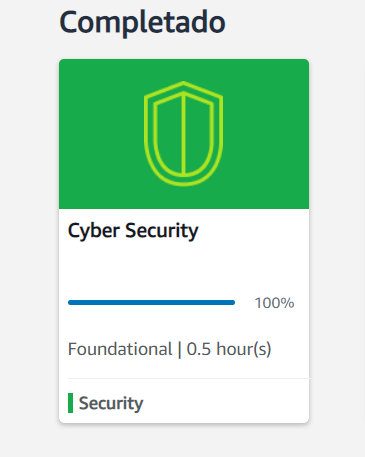 Completado
Cyber Security
100%
Foundational | 0.5 hour(s)
Security